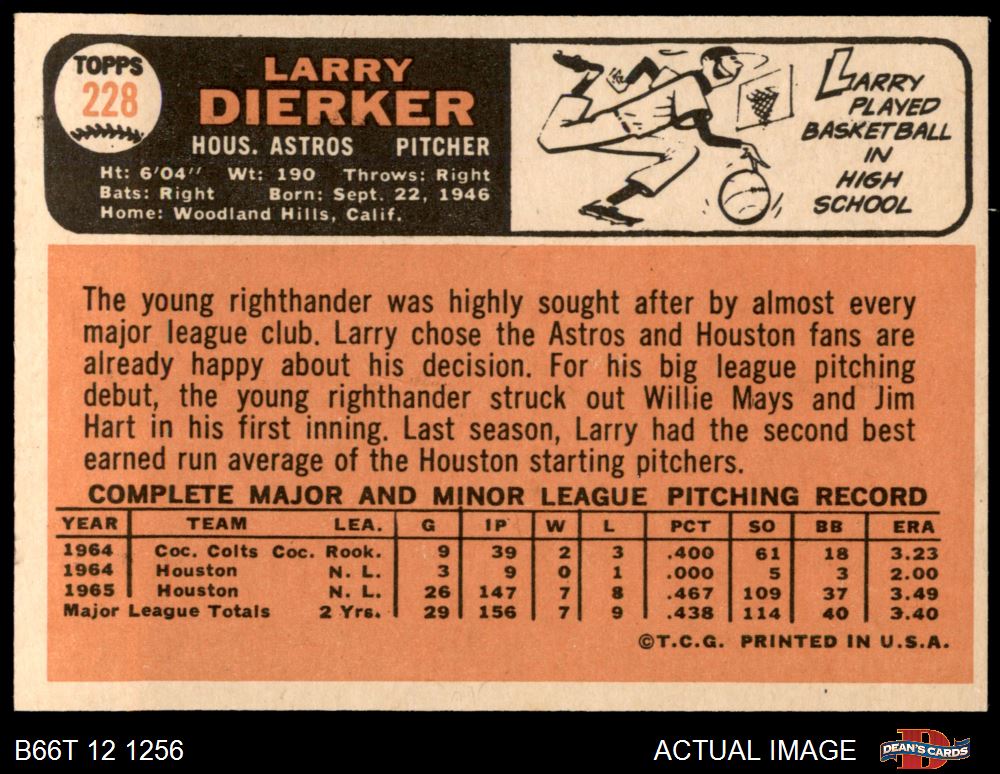 TOPPS
228
LARRY
DIERKER
HOUS. ASTROS PITCHER
Ht: 6'04" Wt: 190 Throws: Right
Bats: Right Born: Sept. 22, 1946
Home: Woodland Hills, Calif.
LARRY
PLAYED
BASKETBALL
IN
HIGH
SCHOOL
The young righthander was highly sought after by almost every
major league club. Larry chose the Astros and Houston fans are
already happy about his decision. For his big league pitching
debut, the young righthander struck out Willie Mays and Jim
Hart in his first inning. Last season, Larry had the second best
earned run average of the Houston starting pitchers.
COMPLETE MAJOR AND MINOR LEAGUE PITCHING RECORD
YEAR TEAM LEA. G IP W L PCT SO BB ERA
1964 Coc. Colts Coc. Rook. 9 39 2 3 .400 61 18 3.23
1964 Houston N. L. 3 9 0 1 .000 5 3 2.00
1965 Houston N. L. 26 147 7 8 .467 109 37 3.49
Major League Totals 2 Yrs. 29 156 7 9 .438 114 40 3.40
©T.C.G. PRINTED IN U.S.A.
B66T 12 1256 ACTUAL IMAGE DEAN'S CARDS